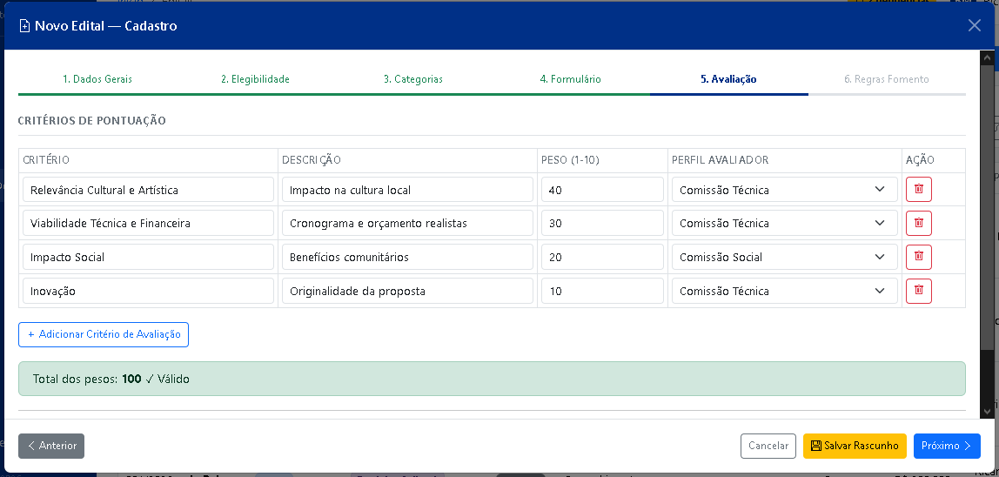 Novo Edital — Cadastro
1. Dados Gerais 2. Elegibilidade 3. Categorias 4. Formulário 5. Avaliação 6. Regras Fomento
CRITÉRIOS DE PONTUAÇÃO
CRITÉRIO DESCRIÇÃO PESO (1-10) PERFIL AVALIADOR AÇÃO
Relevância Cultural e Artística Impacto na cultura local 40 Comissão Técnica
Viabilidade Técnica e Financeira Cronograma e orçamento realistas 30 Comissão Técnica
Impacto Social Benefícios comunitários 20 Comissão Social
Inovação Originalidade da proposta 10 Comissão Técnica
+ Adicionar Critério de Avaliação
Total dos pesos: 100 ✓ Válido
Anterior Cancelar Salvar Rascunho Próximo